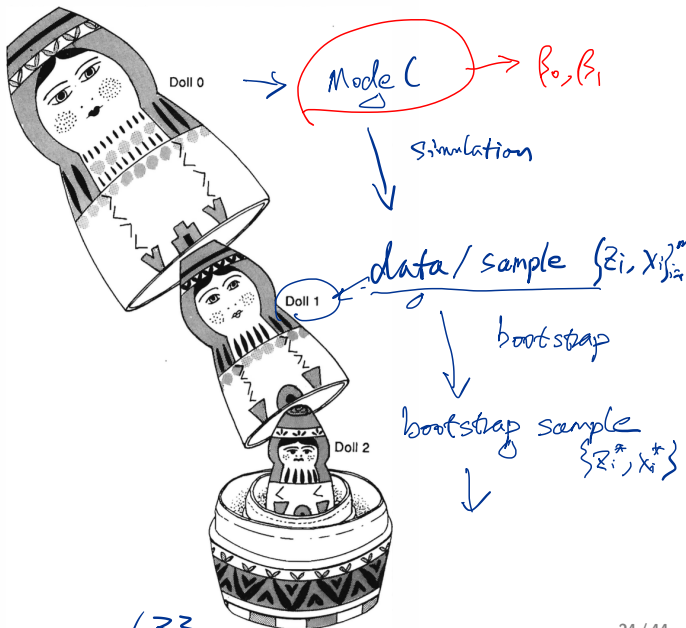 Doll 0
Model
β0, β1
simulation
data / sample {zi, xi}
Doll 1
bootstrap
bootstrap sample
{zi*, xi*}
Doll 2